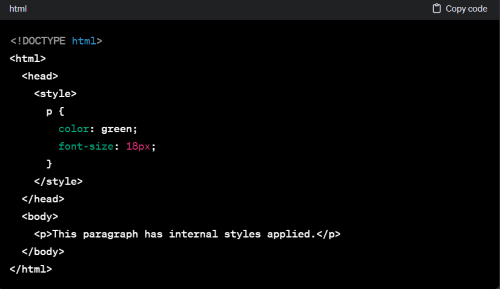 html Copy code
<!DOCTYPE html>
<html>
<head>
<style>
p {
color: green;
font-size: 18px;
}
</style>
</head>
<body>
<p>This paragraph has internal styles applied.</p>
</body>
</html>